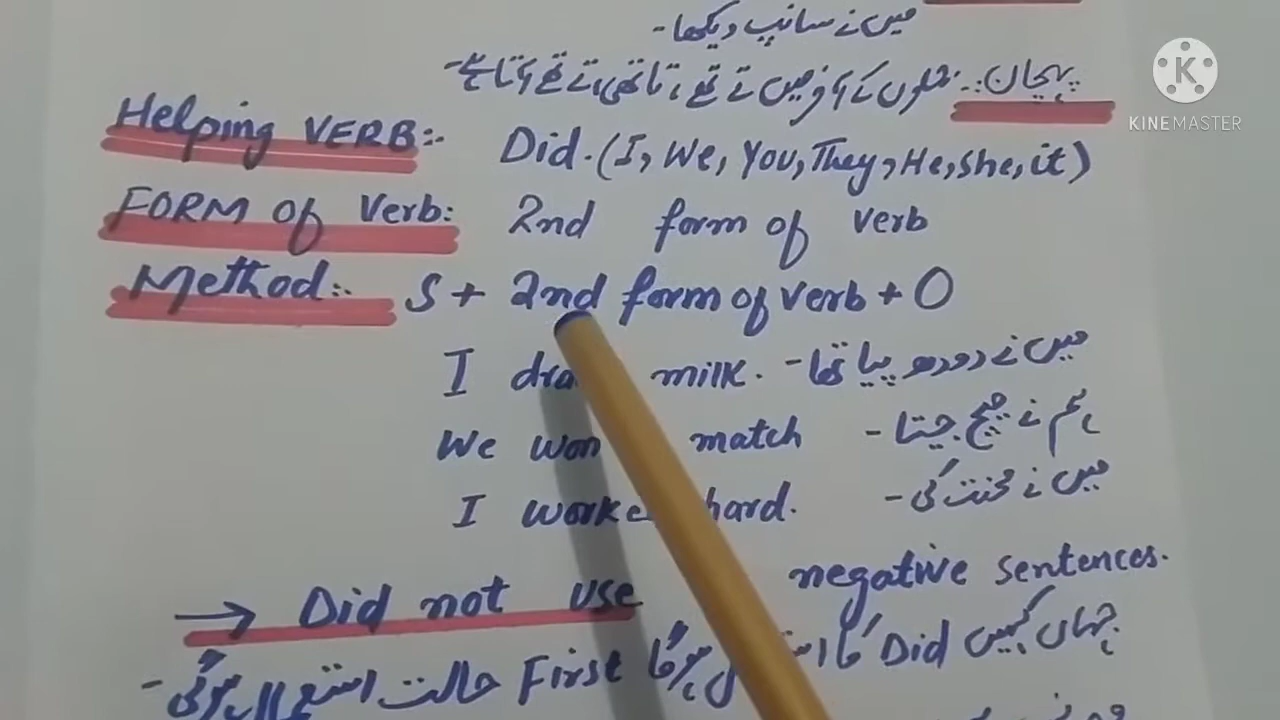 میں نے سانپ دیکھا-
پہچان:- کے میں تے تھے، تا تھی، تے تھے آتا ہے-
KINEMASTER
Helping VERB:- Did. (I, We, You, They, He, She, it)
FORM of Verb: 2nd form of verb
Method:- S + 2nd form of verb + O
I milk. میں نے دودھ پیا تھا-
We won match ہم نے میچ جیتا-
I hard. میں نے محنت کی-
→ Did not use negative sentences.
جہاں کہیں Did کا ہوگا First حالت استعمال ہوگی-